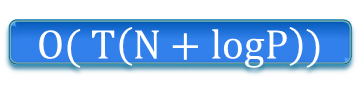 O( T(N + logP))